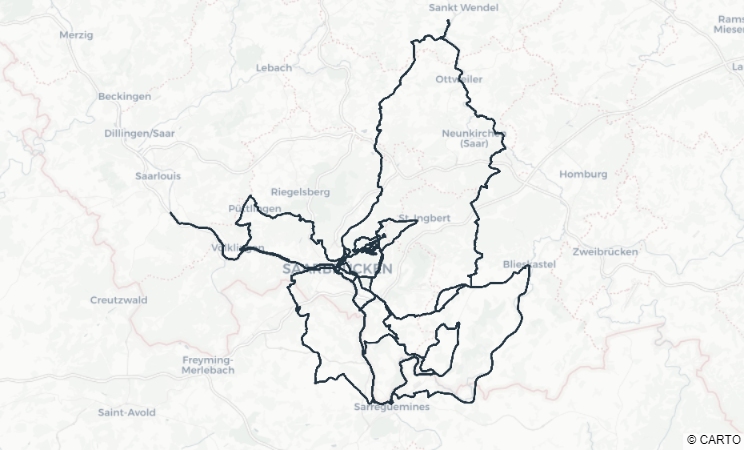 Sankt Wendel
Merzig
Rams
Miesen
Lebach
Ottweiler
Beckingen
Dillingen/Saar
Neunkirchen
(Saar)
Saarlouis
Homburg
Riegelsberg
Püttlingen
St. Ingbert
Völklingen
Zweibrücken
SAARBRÜCKEN
Blieskastel
Creutzwald
Freyming-
Merlebach
Saint-Avold
Sarreguemines
© CARTO